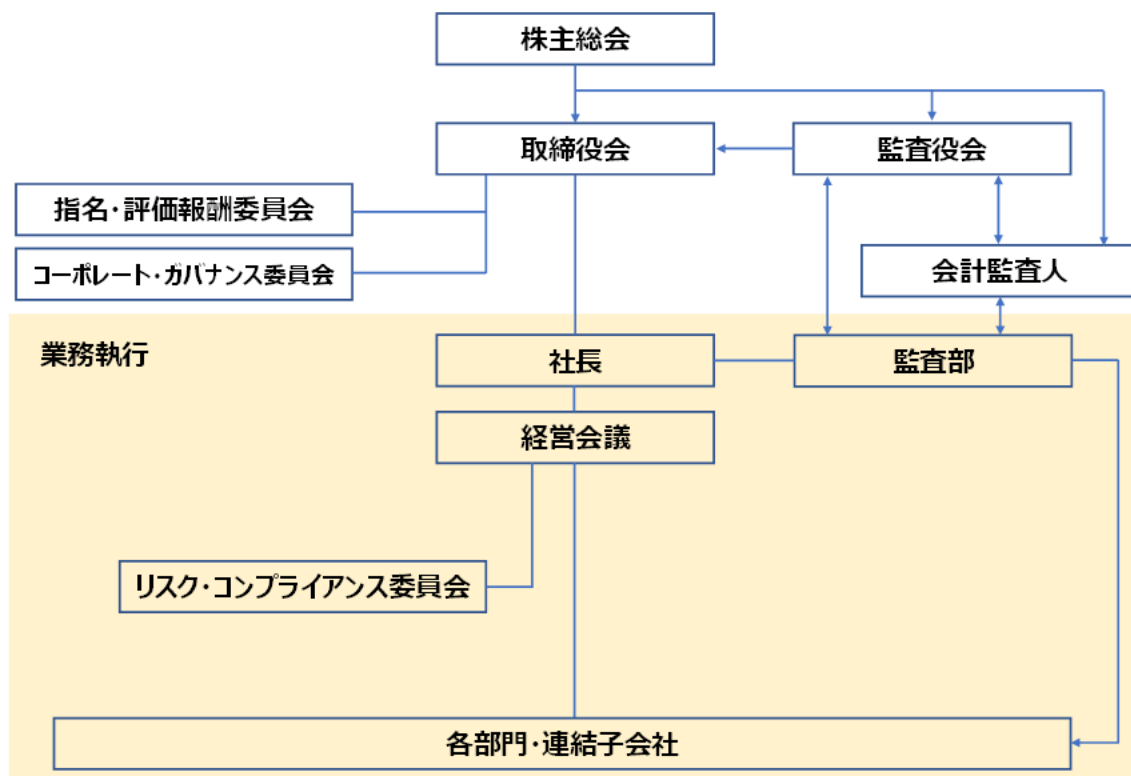 株主総会
取締役会
監査役会
指名・評価報酬委員会
コーポレート・ガバナンス委員会
会計監査人
業務執行
社長
監査部
経営会議
リスク・コンプライアンス委員会
各部門・連結子会社